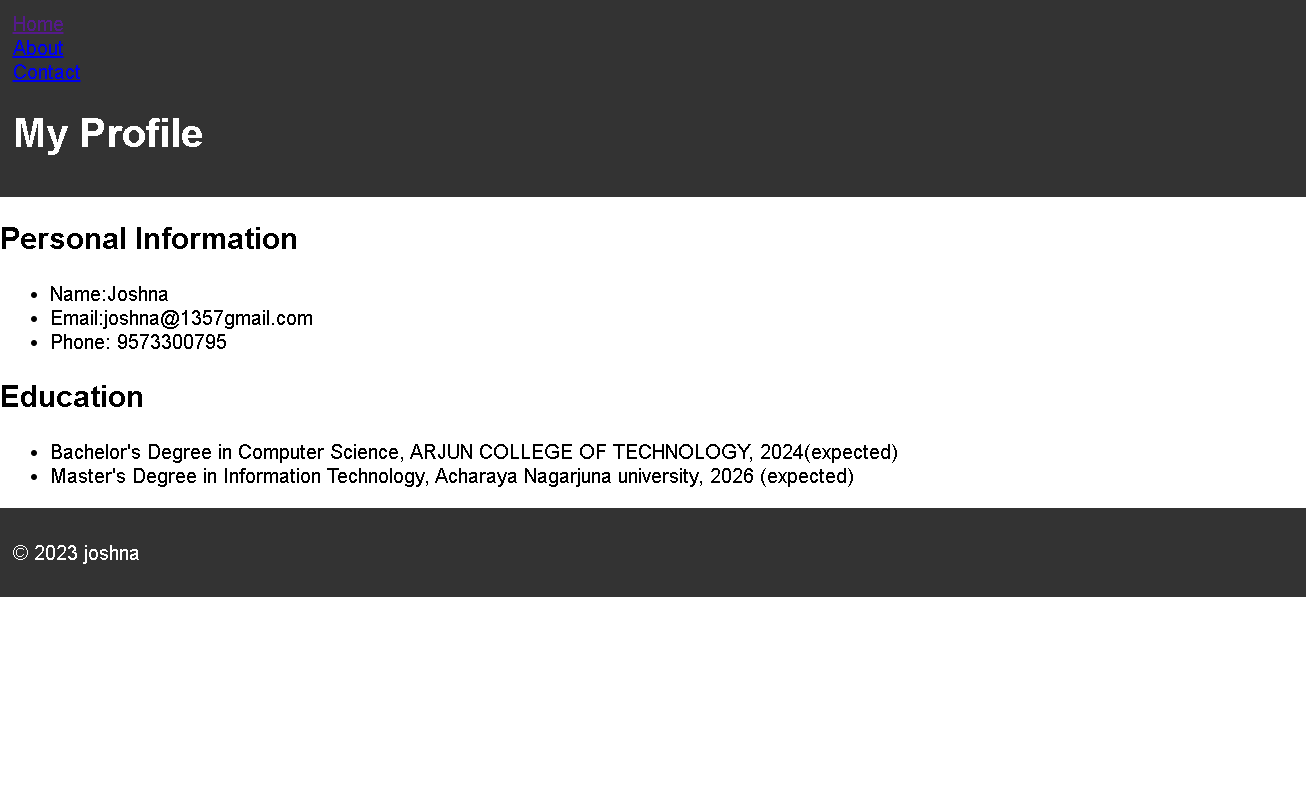 Home
About
Contact
My Profile
Personal Information
Name:Joshna
Email:joshna@1357gmail.com
Phone: 9573300795
Education
Bachelor's Degree in Computer Science, ARJUN COLLEGE OF TECHNOLOGY, 2024(expected)
Master's Degree in Information Technology, Acharaya Nagarjuna university, 2026 (expected)
© 2023 joshna